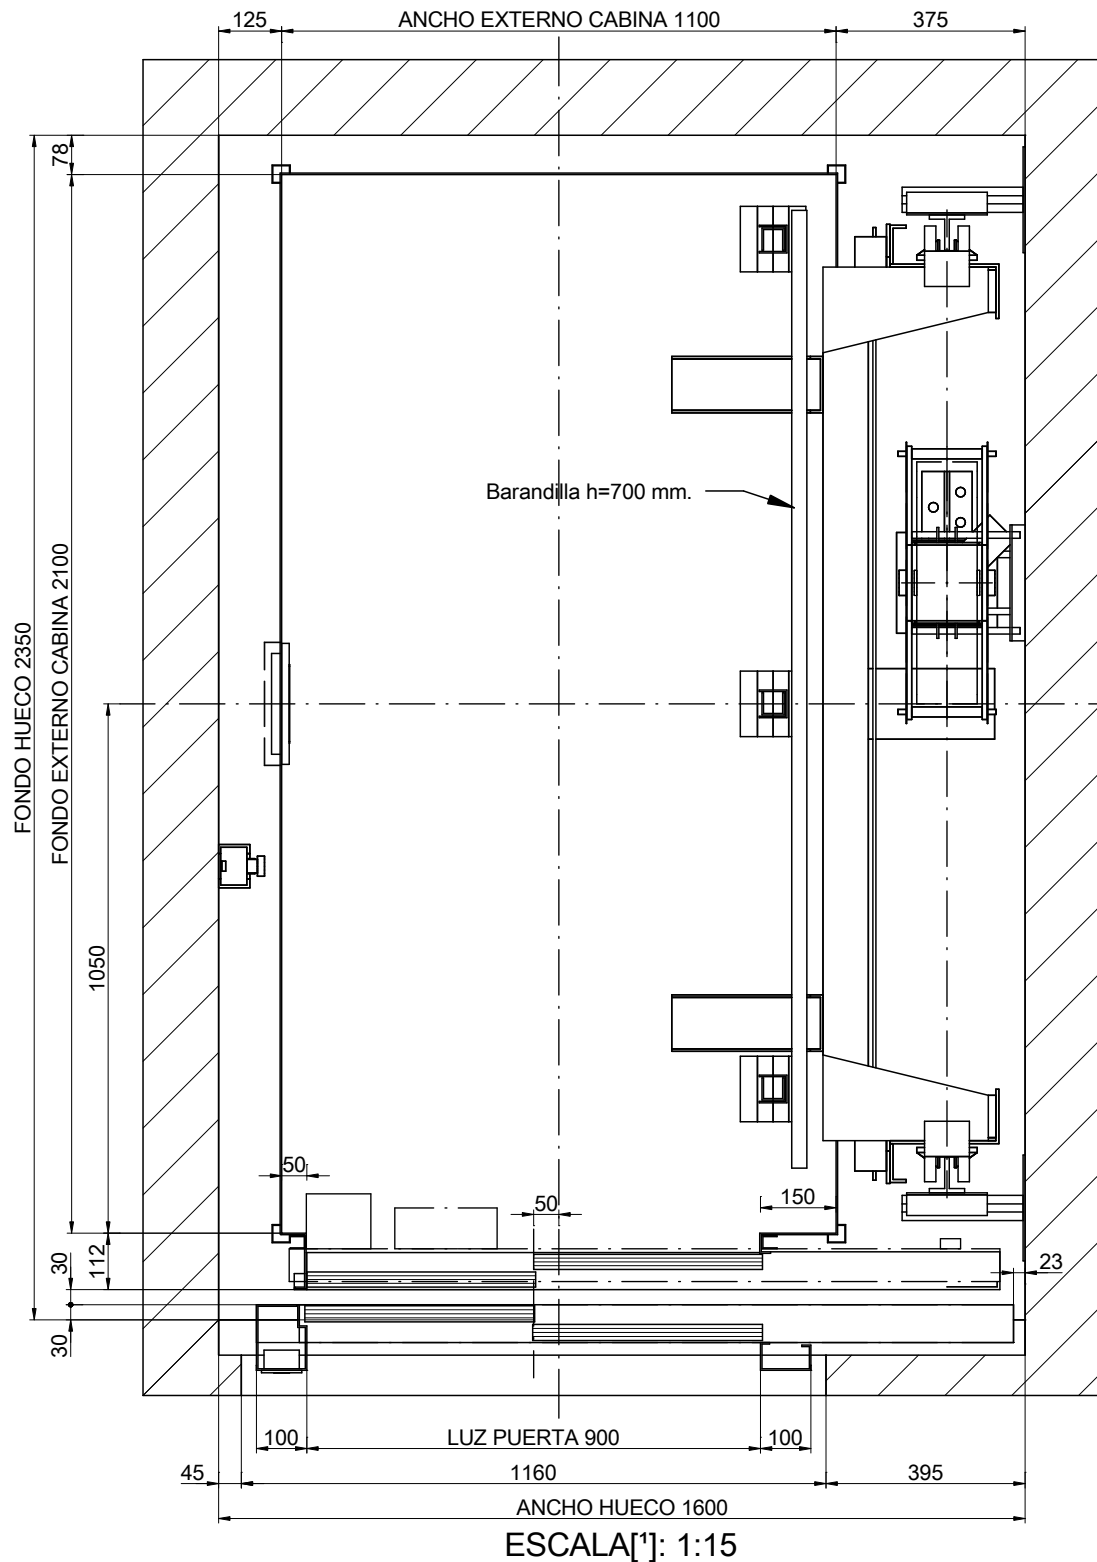 125
ANCHO EXTERNO CABINA 1100
375
78
FONDO HUECO 2350
FONDO EXTERNO CABINA 2100
Barandilla h=700 mm.
1050
50
50
150
112
30
30
23
100
LUZ PUERTA 900
100
45
1160
395
ANCHO HUECO 1600
ESCALA[¹]: 1:15